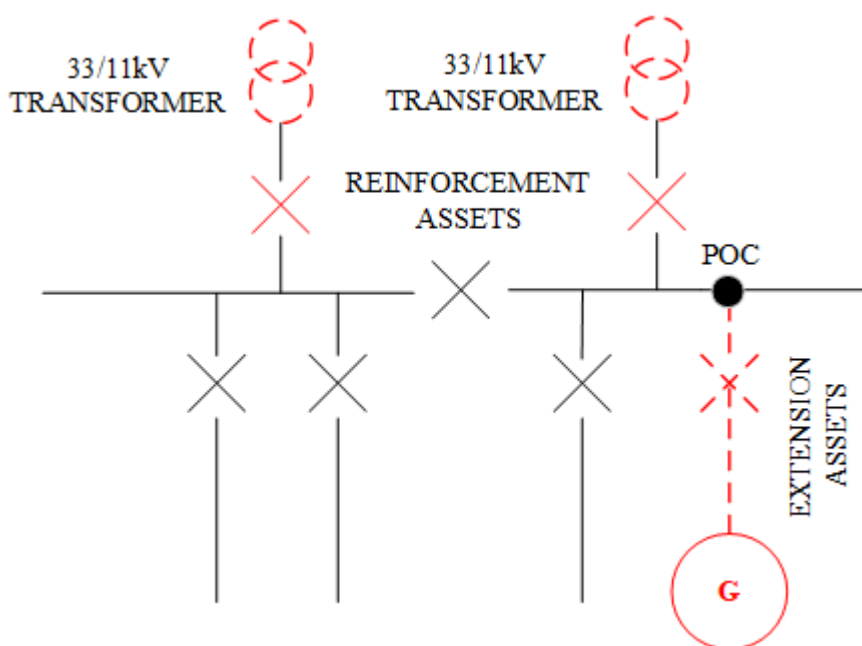 33/11kV
TRANSFORMER
33/11kV
TRANSFORMER
REINFORCEMENT
ASSETS
POC
EXTENSION
ASSETS
G